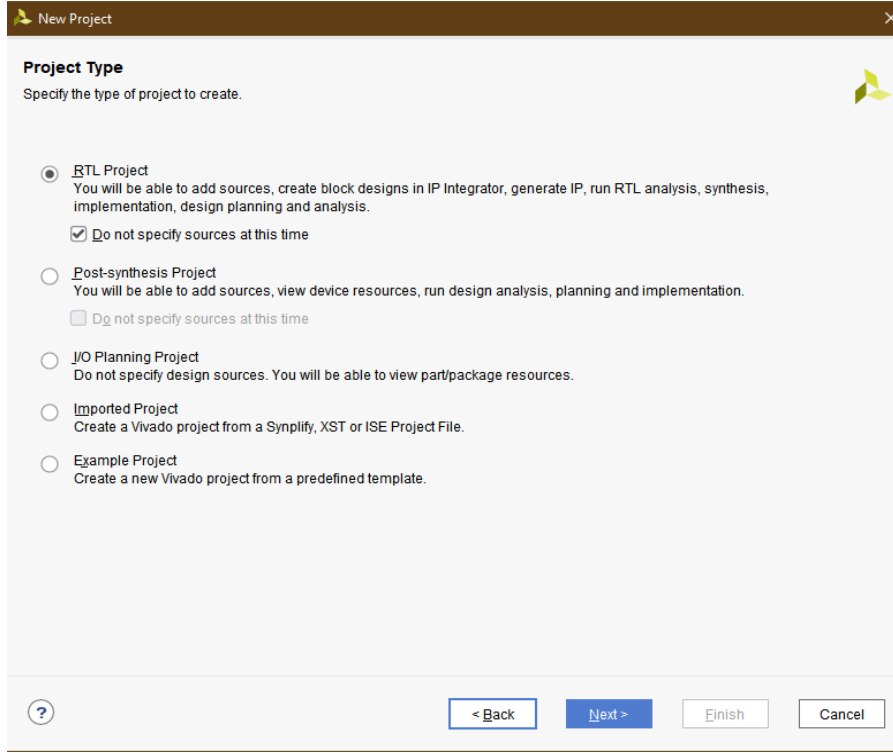 New Project
Project Type
Specify the type of project to create.
RTL Project
You will be able to add sources, create block designs in IP Integrator, generate IP, run RTL analysis, synthesis,
implementation, design planning and analysis.
Do not specify sources at this time
Post-synthesis Project
You will be able to add sources, view device resources, run design analysis, planning and implementation.
Do not specify sources at this time
I/O Planning Project
Do not specify design sources. You will be able to view part/package resources.
Imported Project
Create a Vivado project from a Synplify, XST or ISE Project File.
Example Project
Create a new Vivado project from a predefined template.
? < Back Next > Finish Cancel